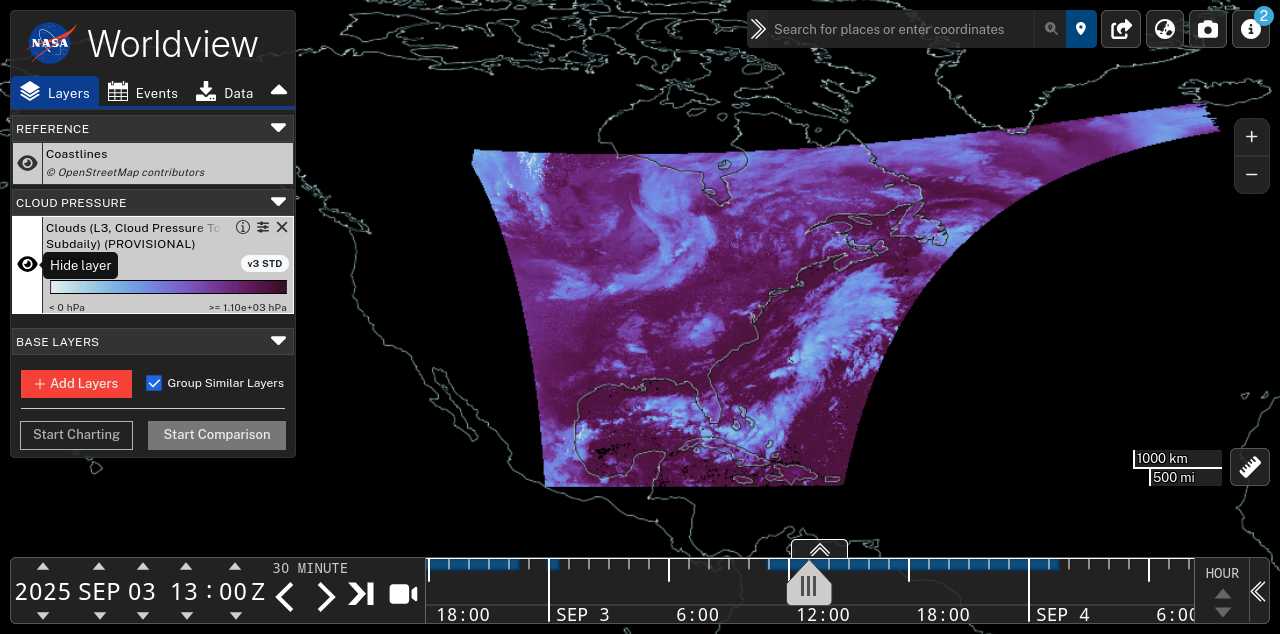 NASA
Worldview
Layers
Events
Data
REFERENCE
Coastlines
© OpenStreetMap contributors
CLOUD PRESSURE
Clouds (L3, Cloud Pressure To
Subdaily) (PROVISIONAL)
Hide layer
v3 STD
< 0 hPa
>= 1.10e+03 hPa
BASE LAYERS
+ Add Layers
Group Similar Layers
Start Charting
Start Comparison
Search for places or enter coordinates
2
+
−
1000 km
500 mi
2025 SEP 03 13 : 00 Z
30 MINUTE
18:00
SEP 3
6:00
12:00
18:00
SEP 4
6:00
HOUR